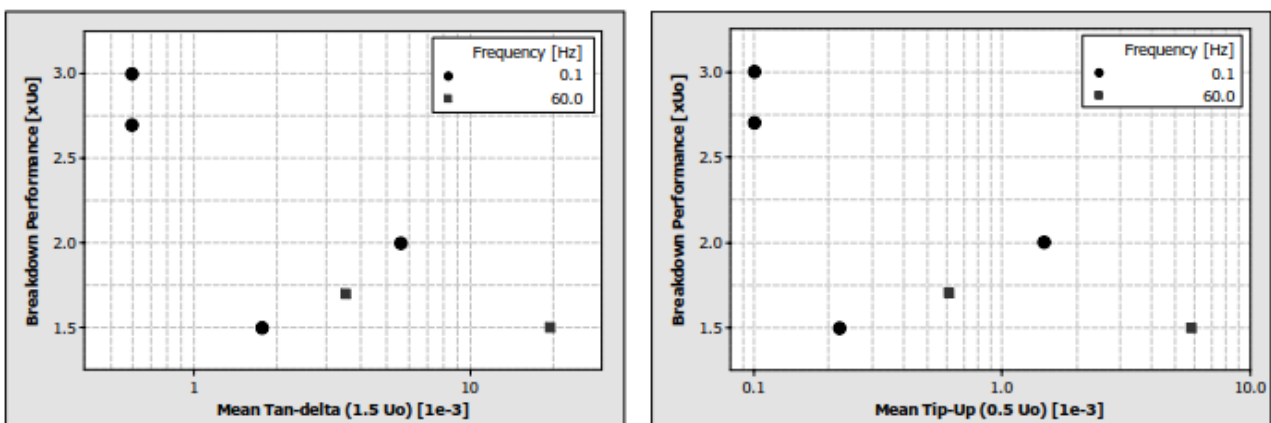 Breakdown Performance [xUo]
3.0
2.5
2.0
1.5
Frequency [Hz]
0.1
60.0
1
10
Mean Tan-delta (1.5 Uo) [1e-3]
Breakdown Performance [xUo]
3.0
2.5
2.0
1.5
Frequency [Hz]
0.1
60.0
0.1
1.0
10.0
Mean Tip-Up (0.5 Uo) [1e-3]